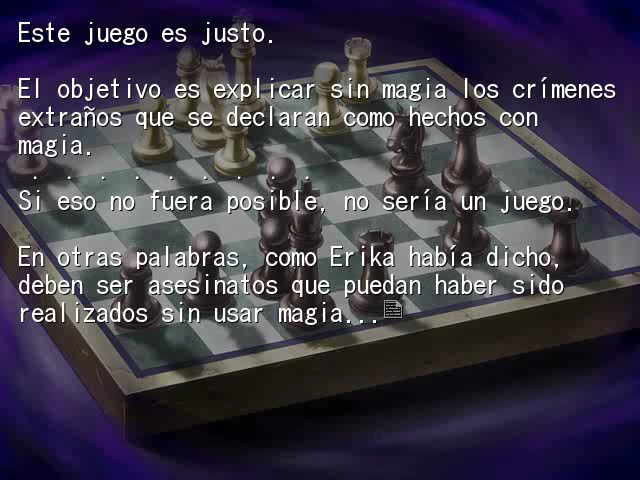 Este juego es justo.
El objetivo es explicar sin magia los crímenes
extraños que se declaran como hechos con
magia.
Si eso no fuera posible, no sería un juego.
En otras palabras, como Erika había dicho,
deben ser asesinatos que puedan haber sido
realizados sin usar magia...